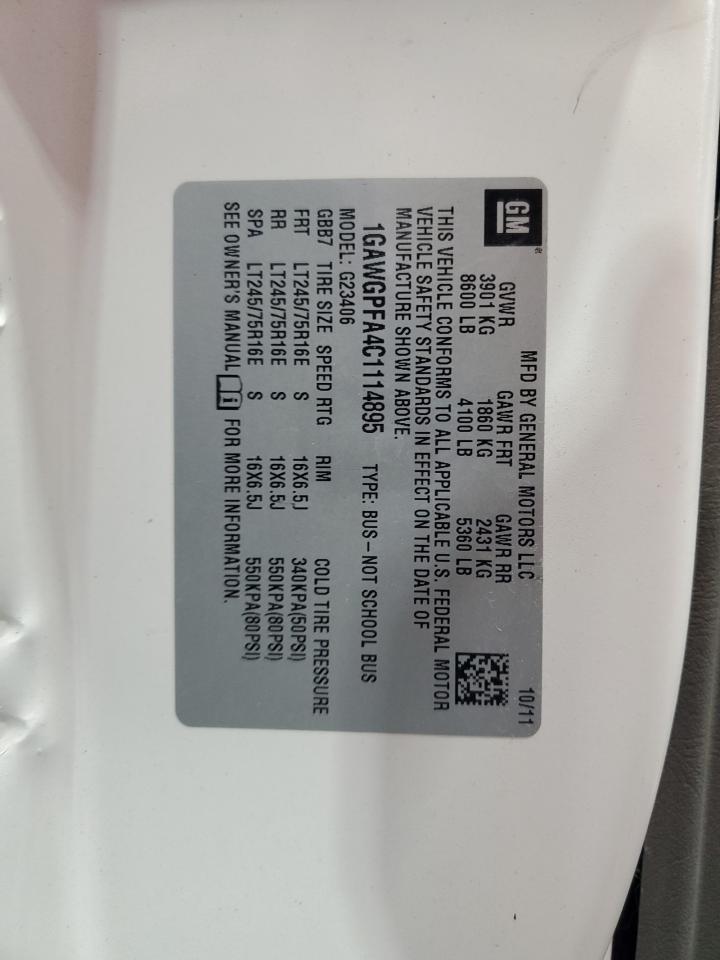 GM®
MFD BY GENERAL MOTORS LLC 10/11
GVWR GAWR FRT GAWR RR
3901 KG 1860 KG 2431 KG
8600 LB 4100 LB 5360 LB
THIS VEHICLE CONFORMS TO ALL APPLICABLE U.S. FEDERAL MOTOR
VEHICLE SAFETY STANDARDS IN EFFECT ON THE DATE OF
MANUFACTURE SHOWN ABOVE.
1GAWGPFA4C1114895 TYPE: BUS-NOT SCHOOL BUS
MODEL: G23406
GBB7 TIRE SIZE SPEED RTG RIM COLD TIRE PRESSURE
FRT LT245/75R16E S 16X6.5J 340KPA(50PSI)
RR LT245/75R16E S 16X6.5J 550KPA(80PSI)
SPA LT245/75R16E S 16X6.5J 550KPA(80PSI)
SEE OWNER'S MANUAL i FOR MORE INFORMATION.